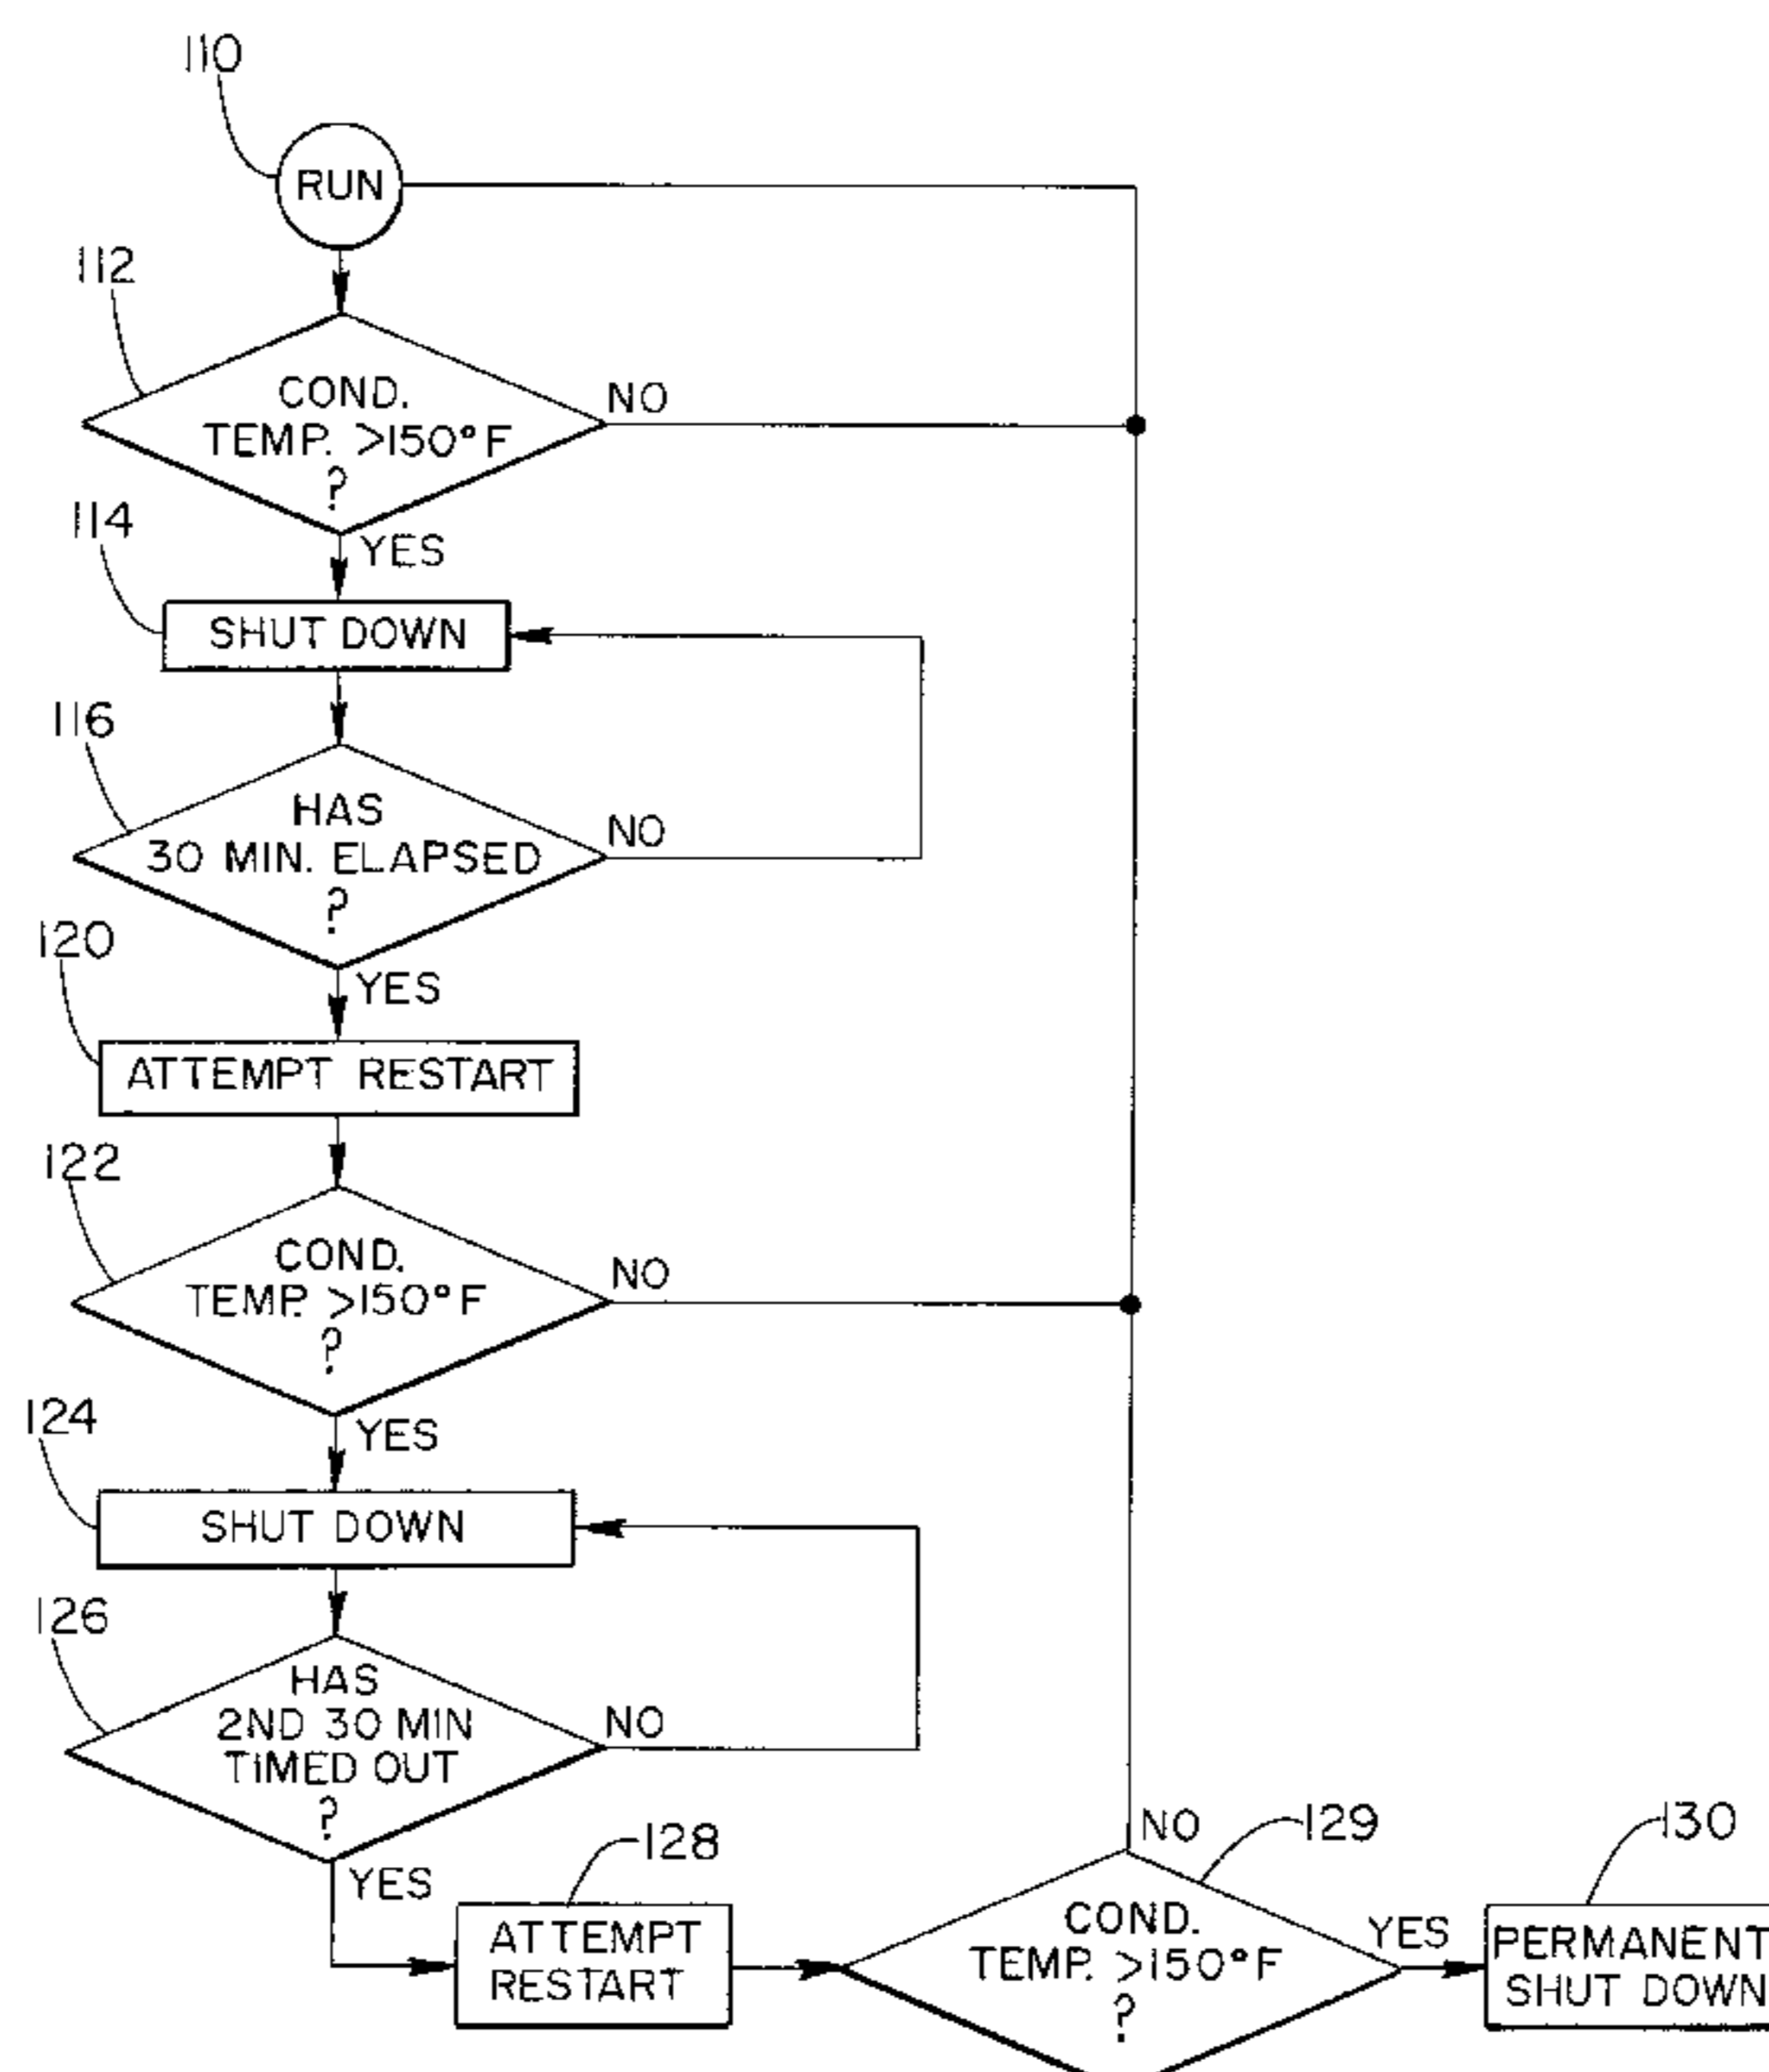 110
RUN
112
COND.
TEMP. >150°F
?
NO
YES
114
SHUT DOWN
116
HAS
30 MIN. ELAPSED
?
NO
YES
120
ATTEMPT RESTART
122
COND.
TEMP. >150°F
?
NO
YES
124
SHUT DOWN
126
HAS
2ND 30 MIN
TIMED OUT
?
NO
YES
128
ATTEMPT
RESTART
129
NO
COND.
TEMP. >150°F
?
YES
130
PERMANENT
SHUT DOWN